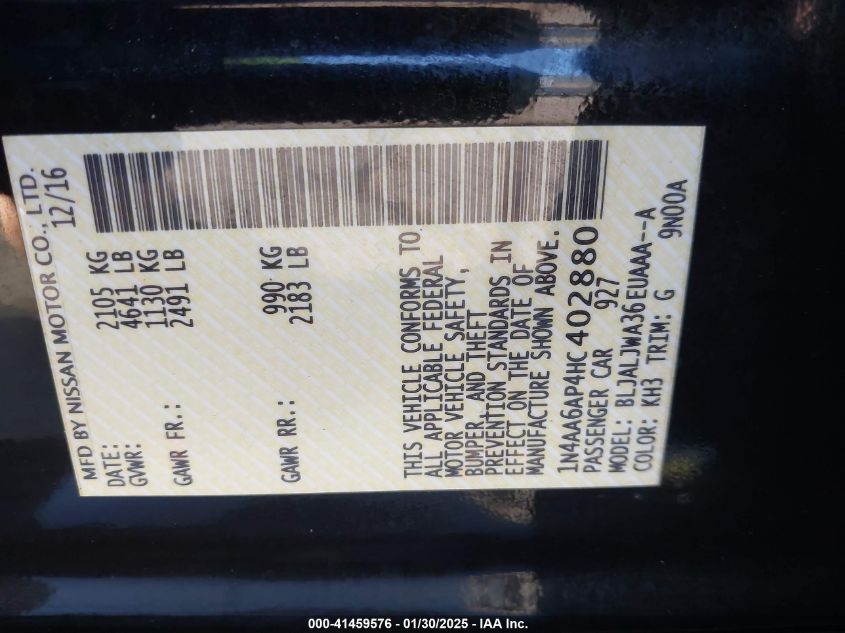 MFD BY NISSAN MOTOR CO., LTD.
DATE: 12/16
GVWR: 2105 KG
4641 LB
GAWR FR.: 1130 KG
2491 LB
GAWR RR.: 990 KG
2183 LB
THIS VEHICLE CONFORMS TO
ALL APPLICABLE FEDERAL
MOTOR VEHICLE SAFETY,
BUMPER, AND THEFT
PREVENTION STANDARDS IN
EFFECT ON THE DATE OF
MANUFACTURE SHOWN ABOVE.
1N4AA6AP4HC402880
PASSENGER CAR 927
MODEL: BLJALJWA36EUAAA--A
COLOR: KH3 TRIM: G 9N00A
000-41459576 - 01/30/2025 - IAA Inc.